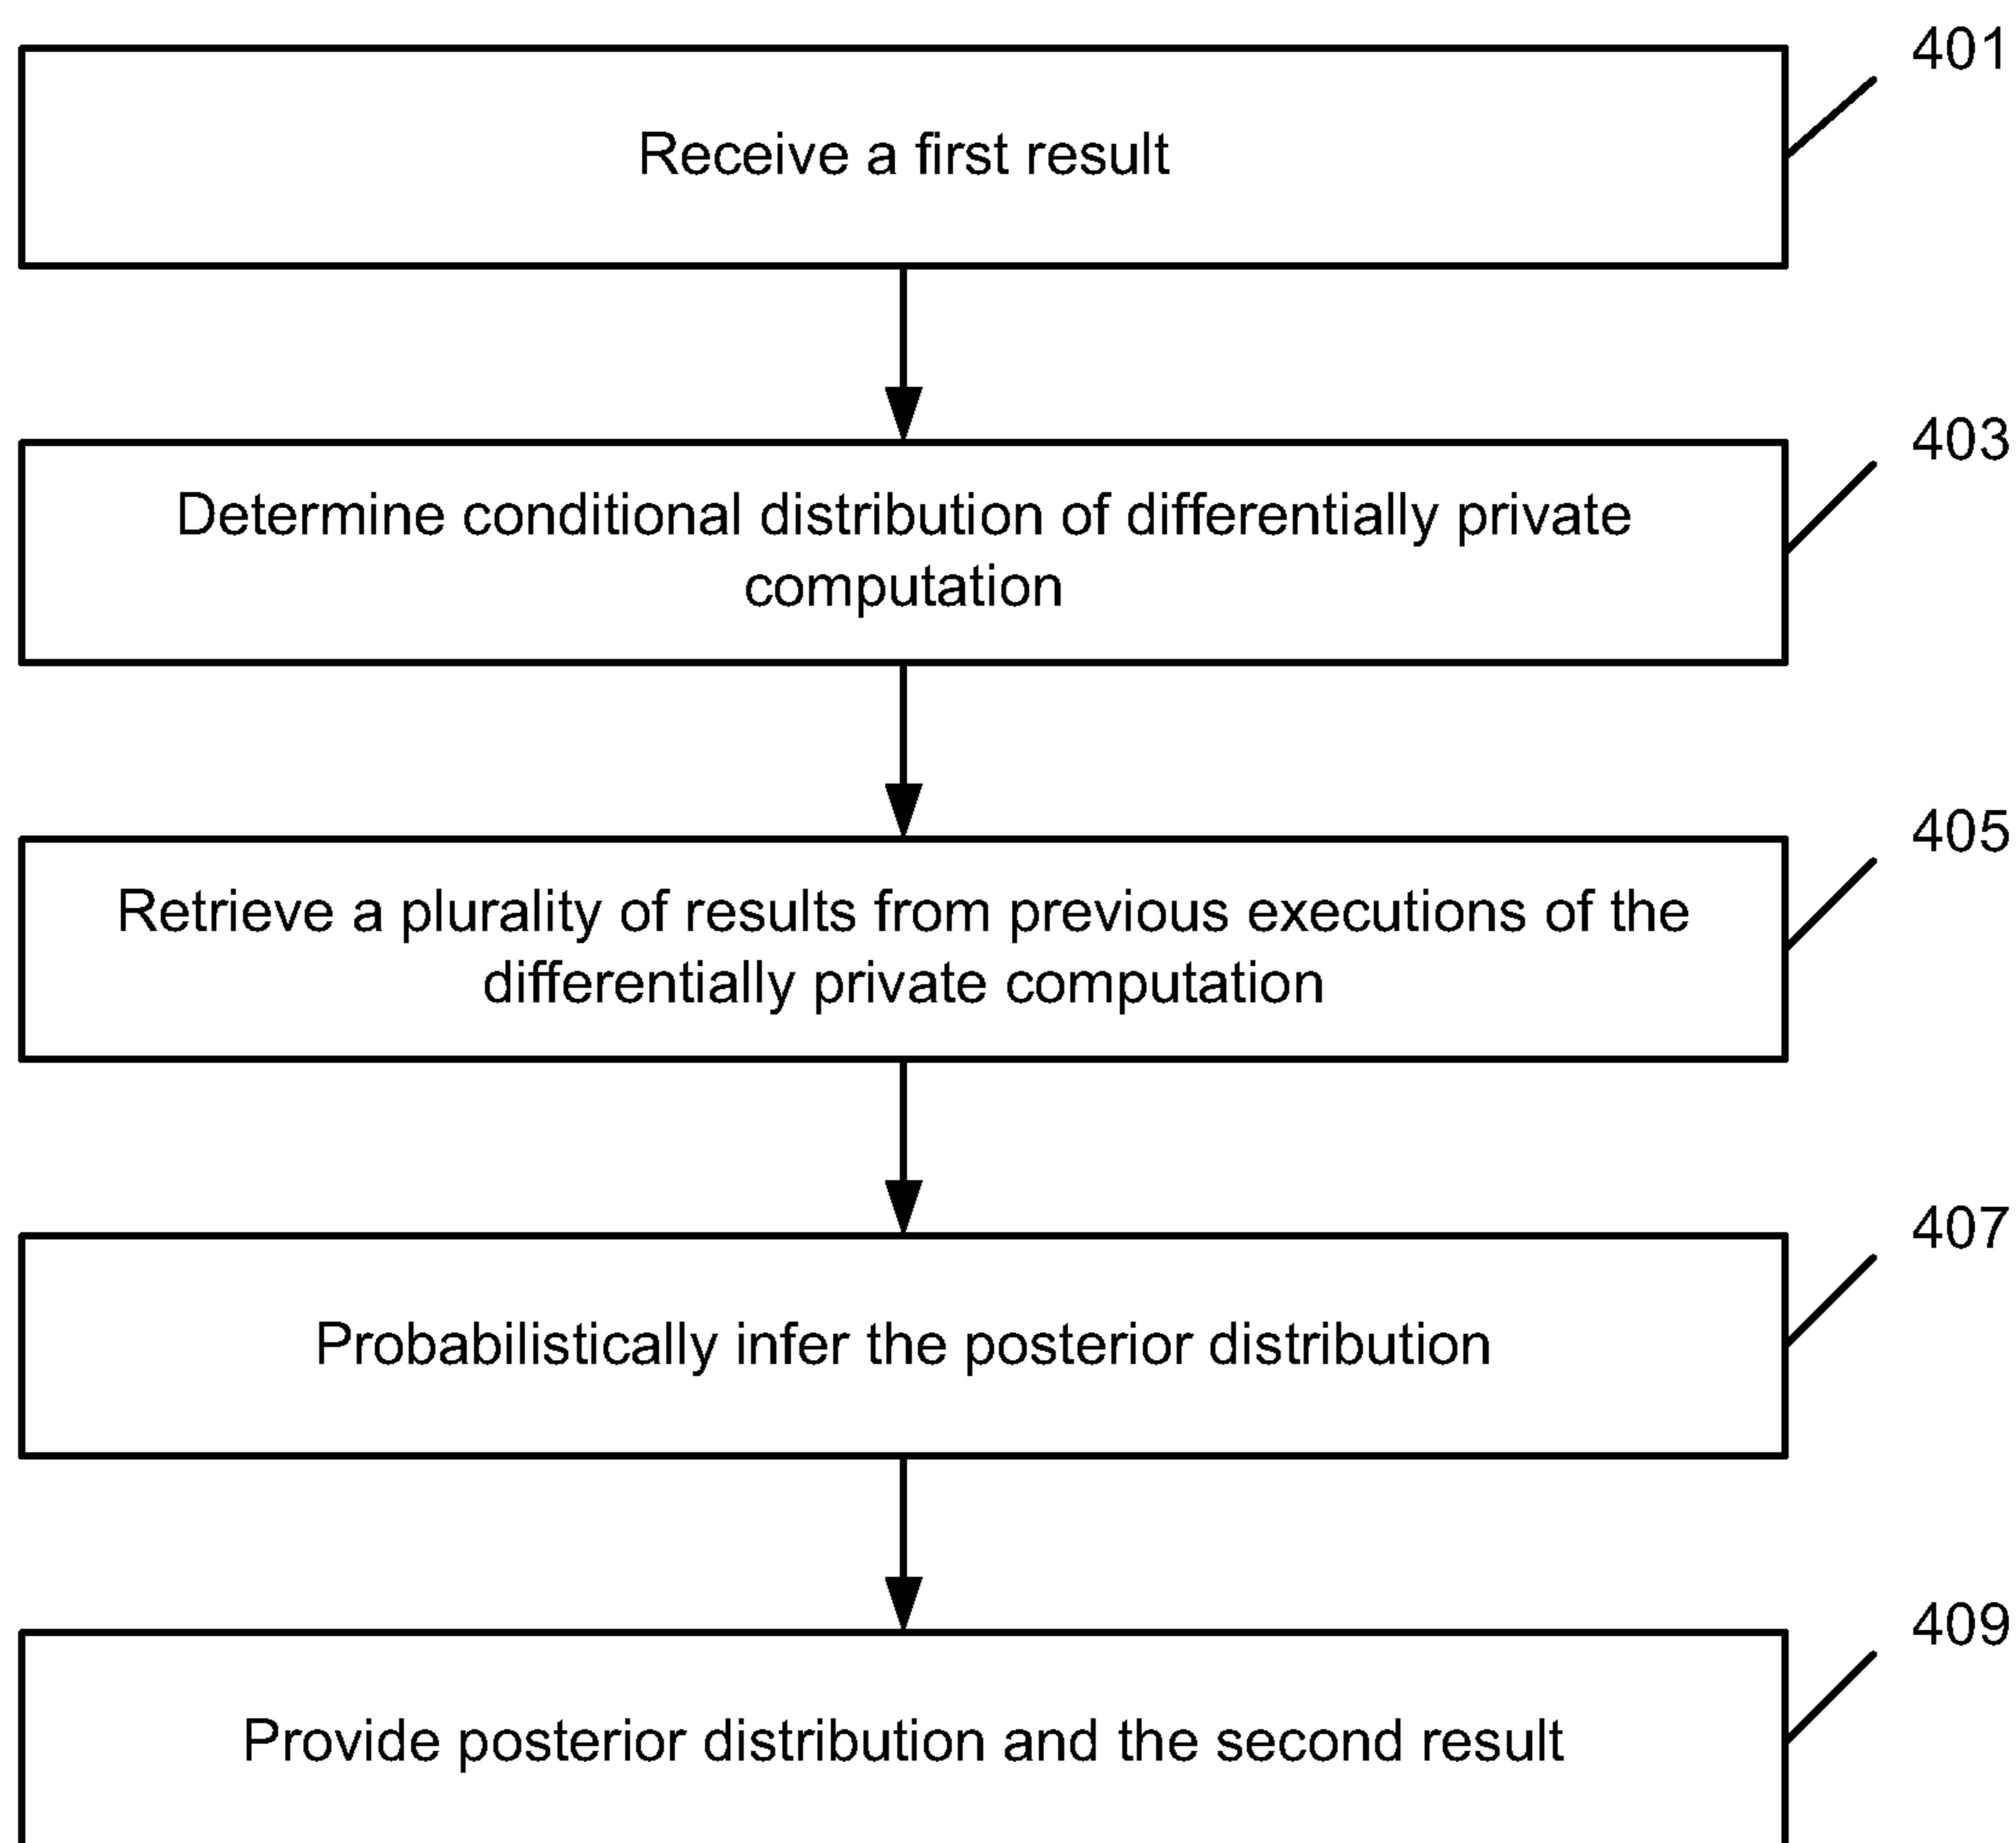 401
Receive a first result
403
Determine conditional distribution of differentially private
computation
405
Retrieve a plurality of results from previous executions of the
differentially private computation
407
Probabilistically infer the posterior distribution
409
Provide posterior distribution and the second result